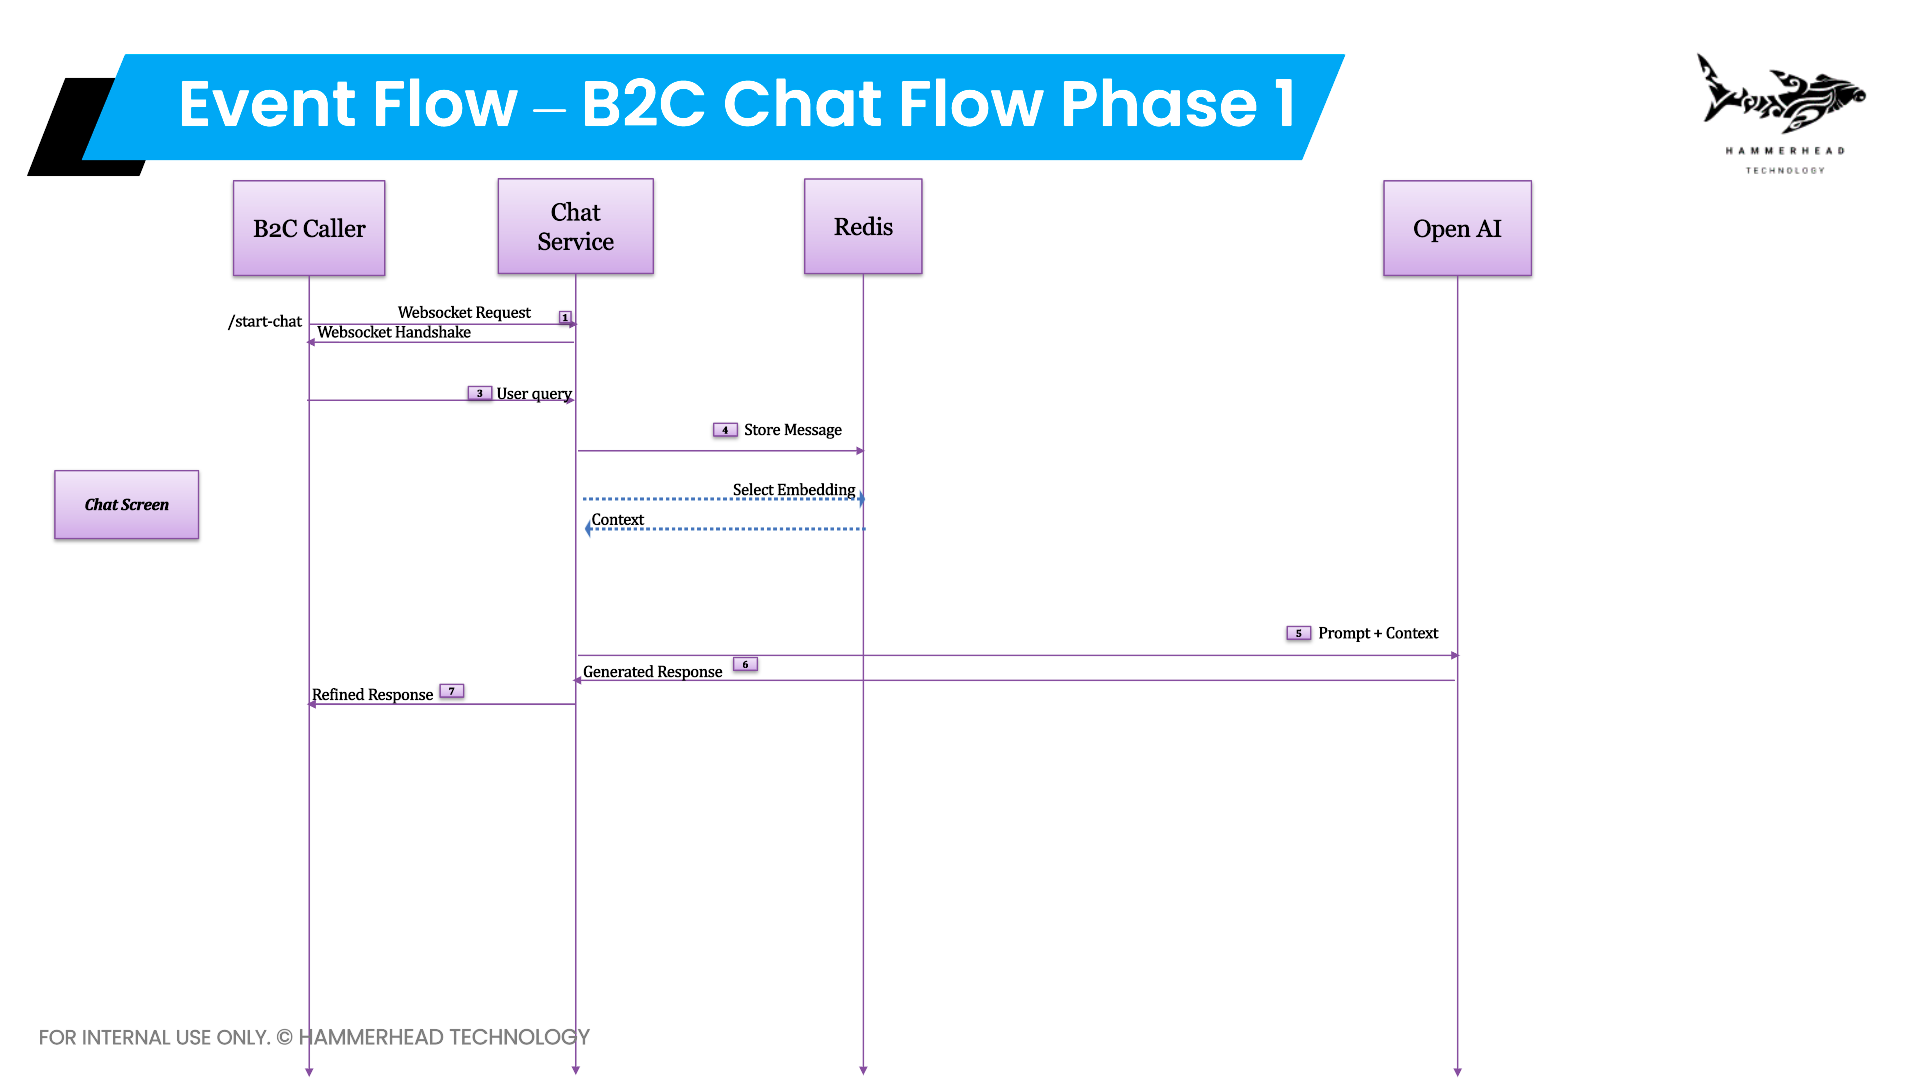 Event Flow – B2C Chat Flow Phase 1
HAMMERHEAD
TECHNOLOGY
B2C Caller
Chat
Service
Redis
Open AI
/start-chat
Websocket Request
1
Websocket Handshake
3
User query
4
Store Message
Chat Screen
Select Embedding
Context
5
Prompt + Context
Generated Response
6
Refined Response
7
FOR INTERNAL USE ONLY. © HAMMERHEAD TECHNOLOGY